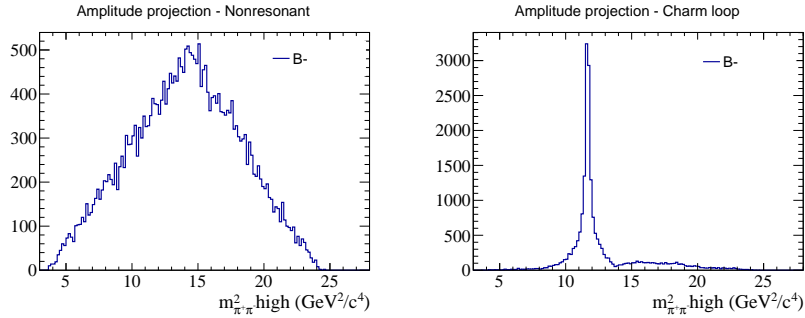 Amplitude projection - Nonresonant
B-
500
400
300
200
100
0
5 10 15 20 25
m²π⁺π⁻high (GeV²/c⁴)
Amplitude projection - Charm loop
B-
3000
2500
2000
1500
1000
500
0
5 10 15 20 25
m²π⁺π⁻high (GeV²/c⁴)